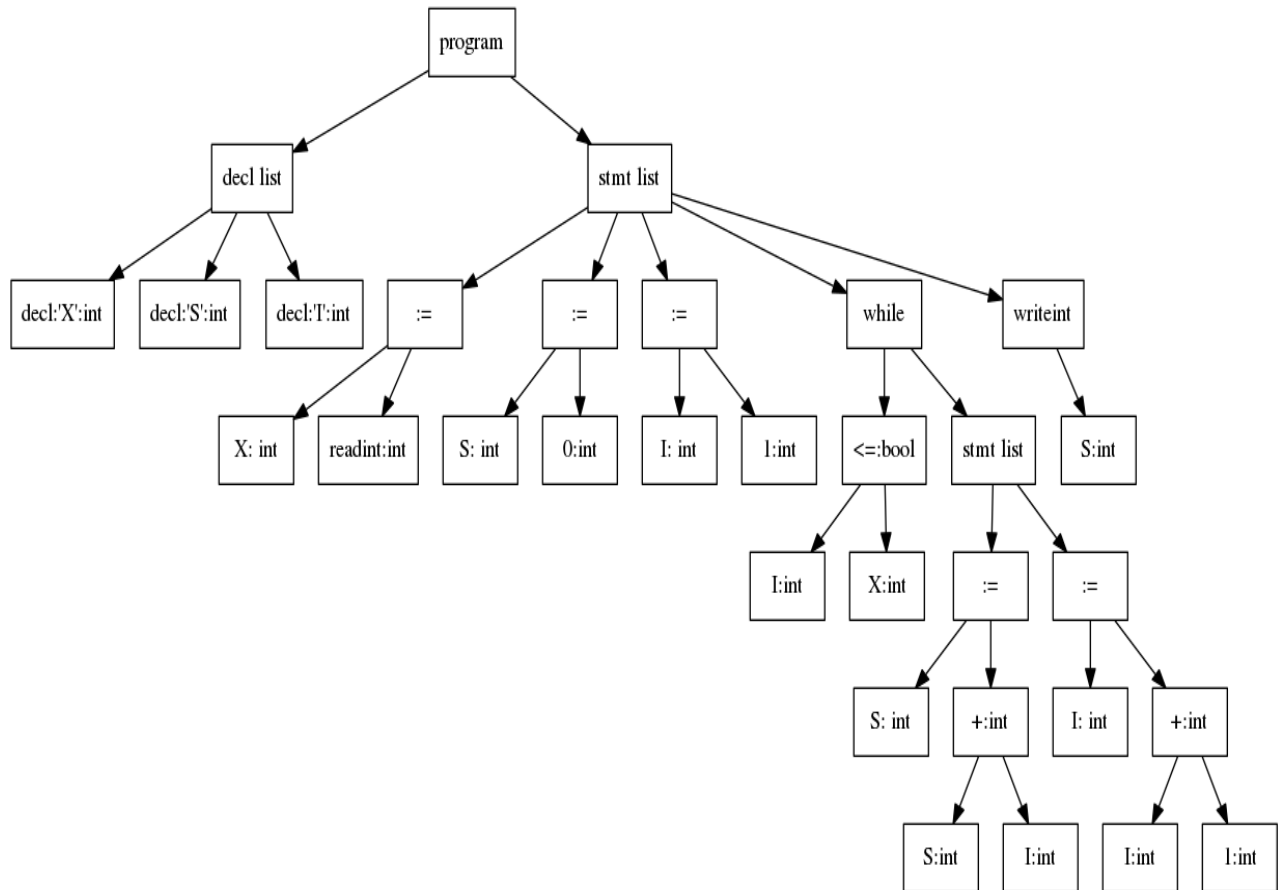 program
decl list
stmt list
decl:'X':int
decl:'S':int
decl:'I':int
:=
:=
:=
while
writeint
X: int
readint:int
S: int
0:int
I: int
1:int
<=:bool
stmt list
S:int
I:int
X:int
:=
:=
S: int
+:int
I: int
+:int
S:int
I:int
I:int
1:int